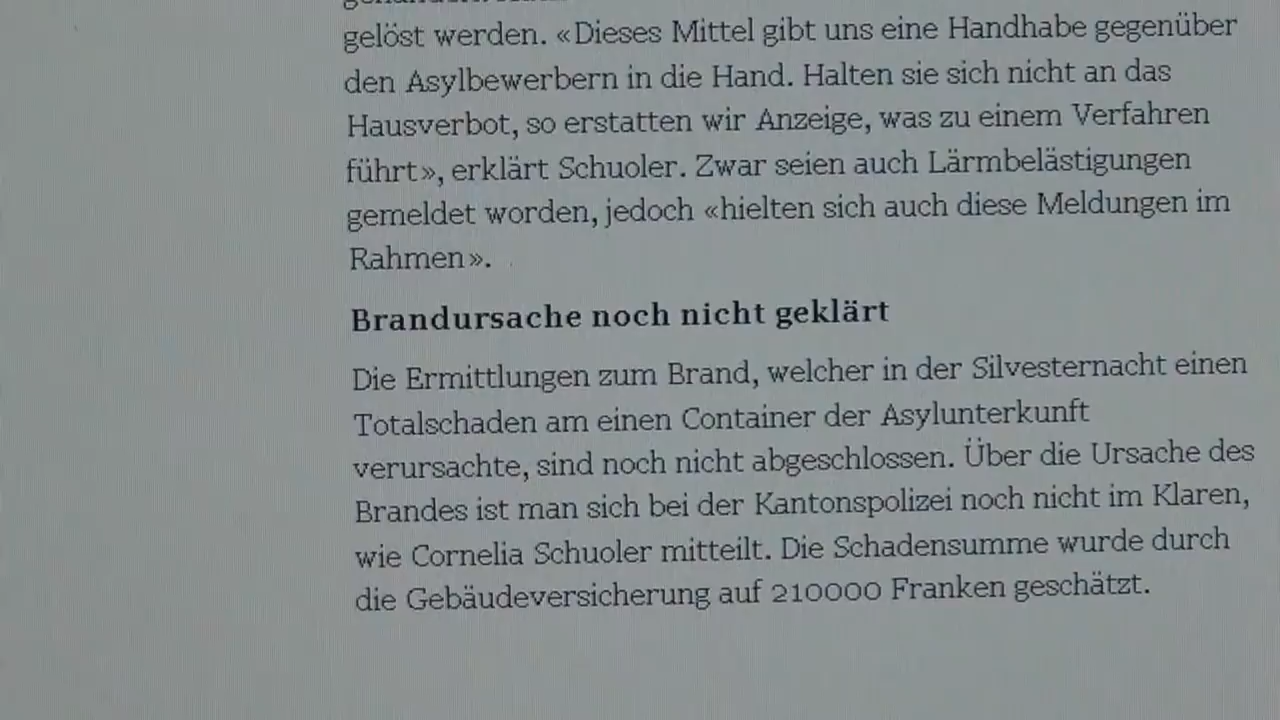 gelöst werden. «Dieses Mittel gibt uns eine Handhabe gegenüber
den Asylbewerbern in die Hand. Halten sie sich nicht an das
Hausverbot, so erstatten wir Anzeige, was zu einem Verfahren
führt», erklärt Schuoler. Zwar seien auch Lärmbelästigungen
gemeldet worden, jedoch «hielten sich auch diese Meldungen im
Rahmen».
Brandursache noch nicht geklärt
Die Ermittlungen zum Brand, welcher in der Silvesternacht einen
Totalschaden am einen Container der Asylunterkunft
verursachte, sind noch nicht abgeschlossen. Über die Ursache des
Brandes ist man sich bei der Kantonspolizei noch nicht im Klaren,
wie Cornelia Schuoler mitteilt. Die Schadensumme wurde durch
die Gebäudeversicherung auf 210000 Franken geschätzt.